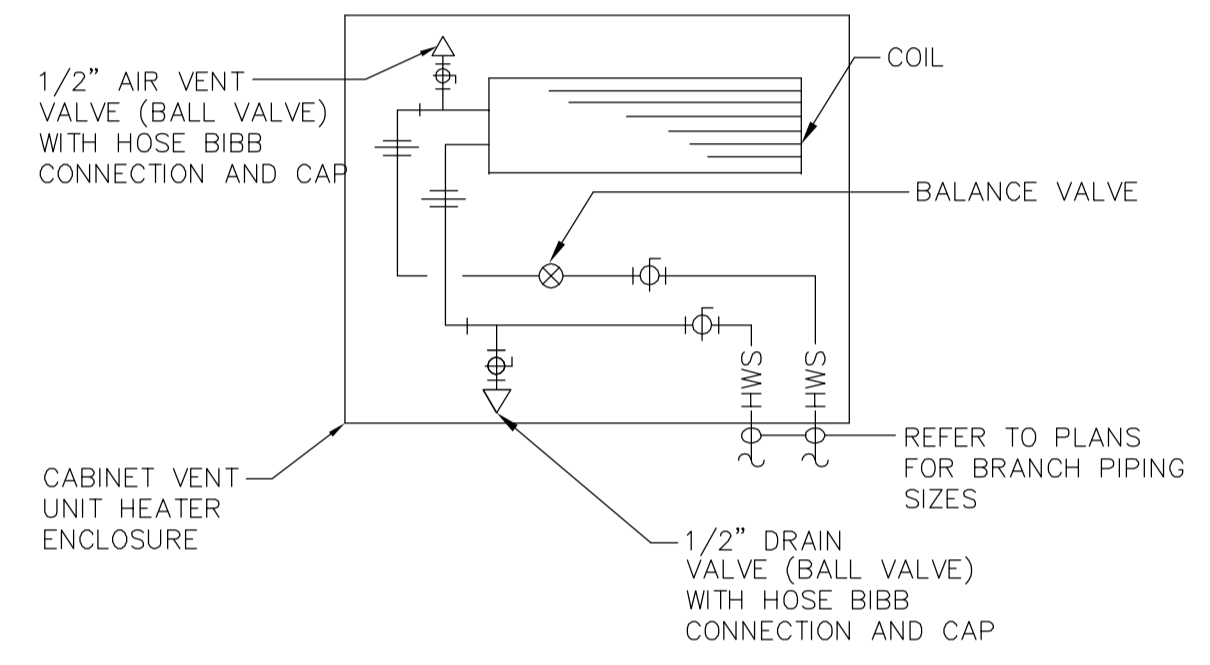 1/2” AIR VENT
VALVE (BALL VALVE)
WITH HOSE BIBB
CONNECTION AND CAP
COIL
BALANCE VALVE
HWS
HWS
REFER TO PLANS
FOR BRANCH PIPING
SIZES
CABINET VENT
UNIT HEATER
ENCLOSURE
1/2” DRAIN
VALVE (BALL VALVE)
WITH HOSE BIBB
CONNECTION AND CAP